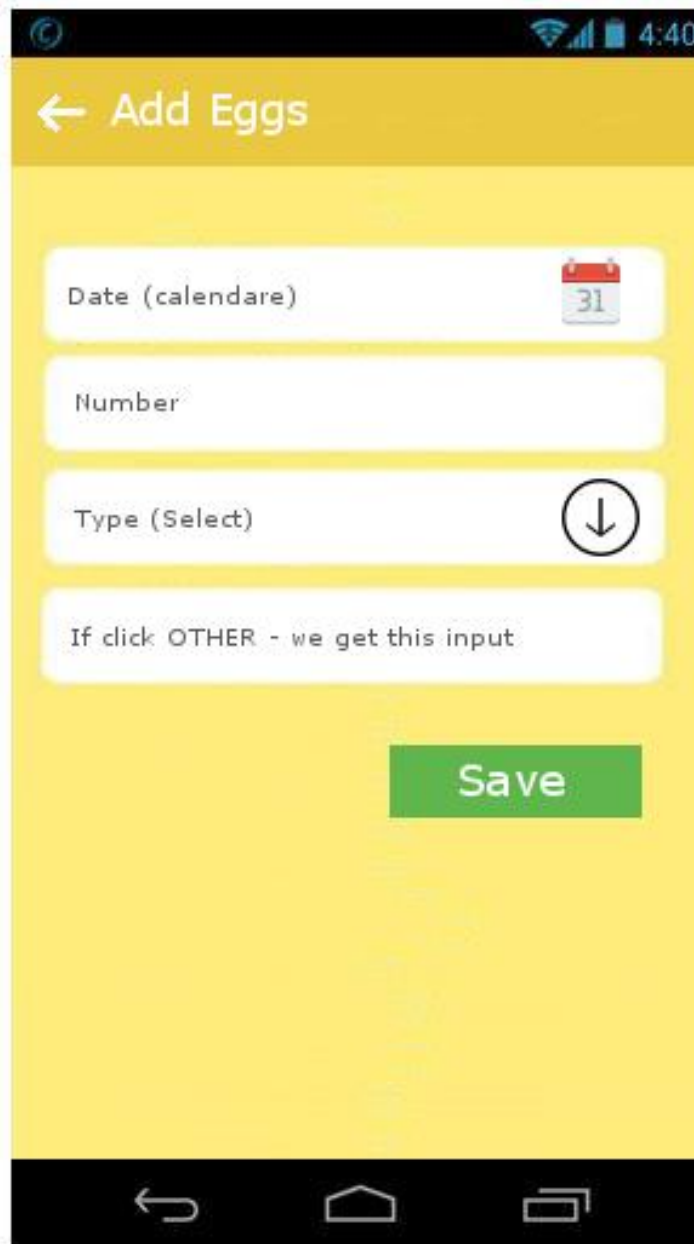 4:40
Add Eggs
Date (calendare)
31
Number
Type (Select)
If click OTHER - we get this input
Save